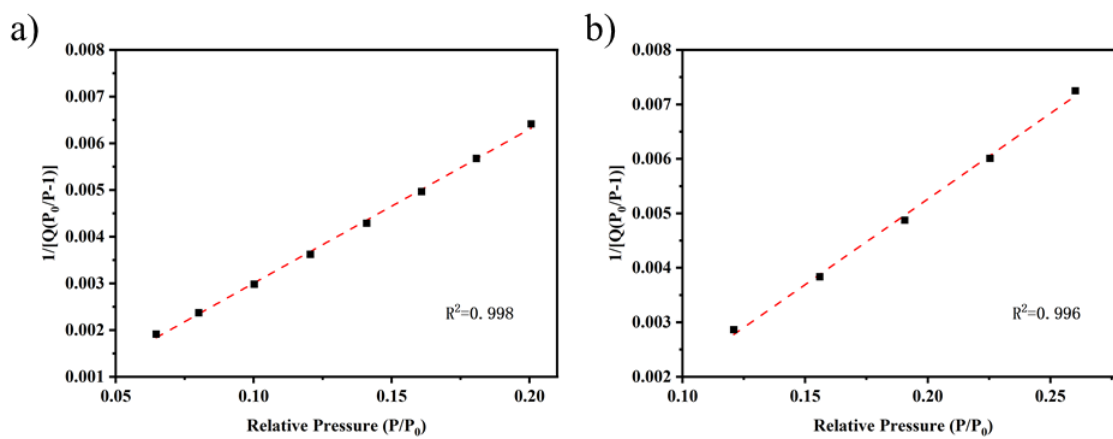 a)
0.008
0.007
0.006
0.005
0.004
0.003
0.002
0.001
1/[Q(P₀/P-1)]
R²=0.998
0.05
0.10
0.15
0.20
Relative Pressure (P/P₀)
b)
0.008
0.007
0.006
0.005
0.004
0.003
0.002
1/[Q(P₀/P-1)]
R²=0.996
0.10
0.15
0.20
0.25
Relative Pressure (P/P₀)